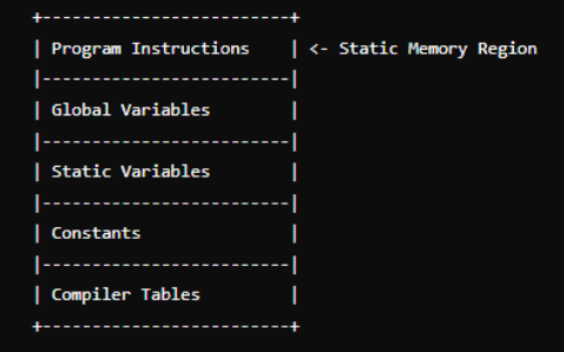 +-------------------------+
| Program Instructions    | <- Static Memory Region
|-------------------------|
| Global Variables        |
|-------------------------|
| Static Variables        |
|-------------------------|
| Constants               |
|-------------------------|
| Compiler Tables         |
+-------------------------+